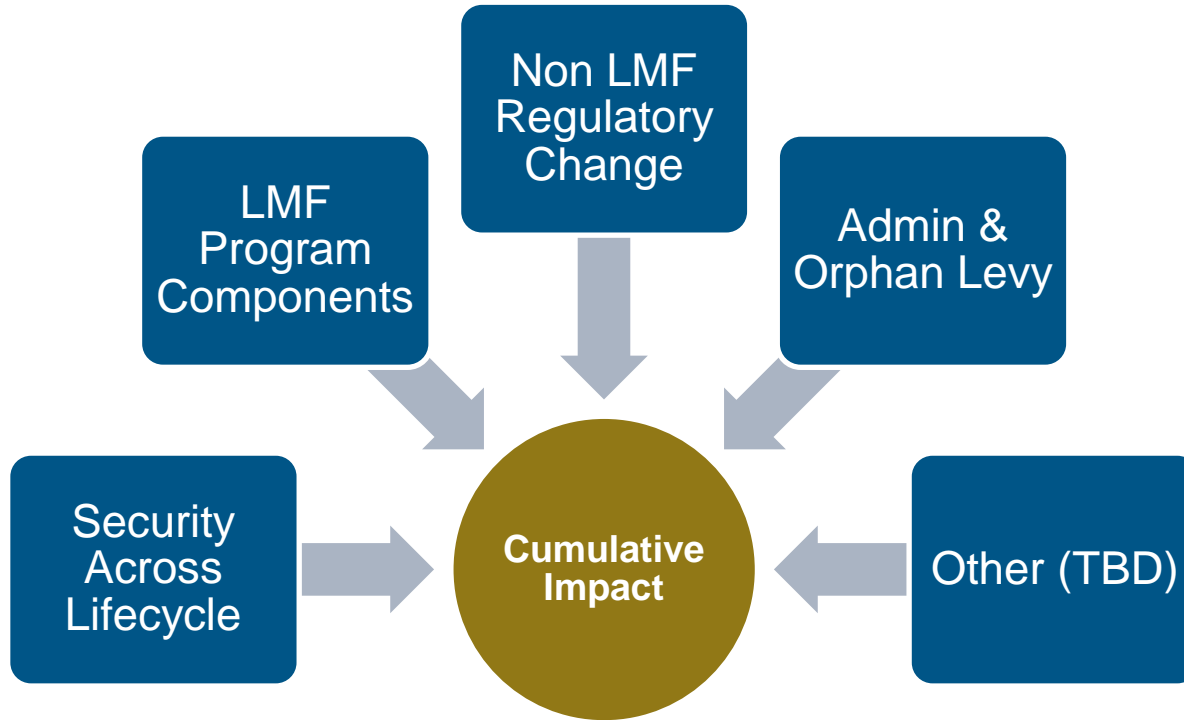 Non LMF
Regulatory
Change
LMF
Program
Components
Admin &
Orphan Levy
Security
Across
Lifecycle
Cumulative
Impact
Other (TBD)